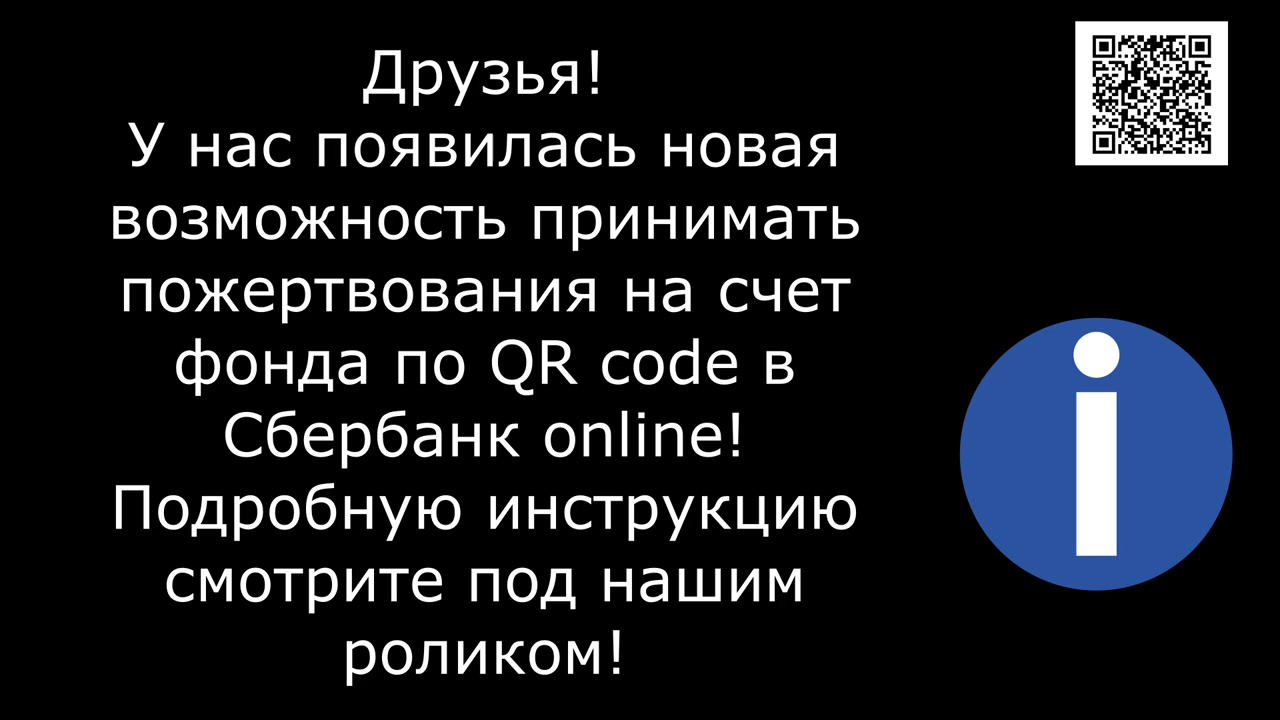 Друзья!
У нас появилась новая
возможность принимать
пожертвования на счет
фонда по QR code в
Сбербанк online!
Подробную инструкцию
смотрите под нашим
роликом!